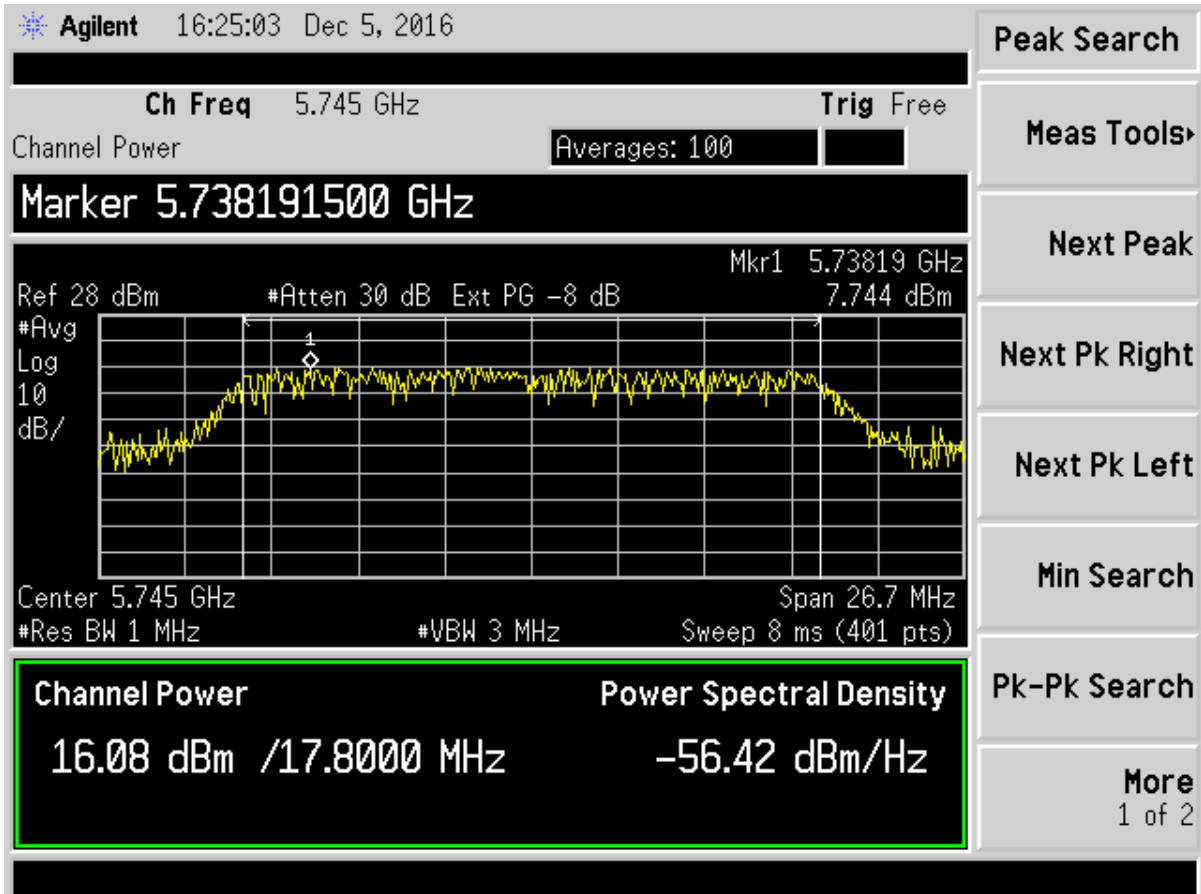 Agilent 16:25:03 Dec 5, 2016
Peak Search
Ch Freq 5.745 GHz Trig Free
Channel Power Averages: 100
Meas Tools▸
Marker 5.738191500 GHz
Next Peak
Mkr1 5.73819 GHz
Ref 28 dBm #Atten 30 dB Ext PG -8 dB 7.744 dBm
#Avg
Log
10
dB/
1
Next Pk Right
Next Pk Left
Center 5.745 GHz Span 26.7 MHz
#Res BW 1 MHz #VBW 3 MHz Sweep 8 ms (401 pts)
Min Search
Channel Power Power Spectral Density
16.08 dBm /17.8000 MHz -56.42 dBm/Hz
Pk-Pk Search
More
1 of 2